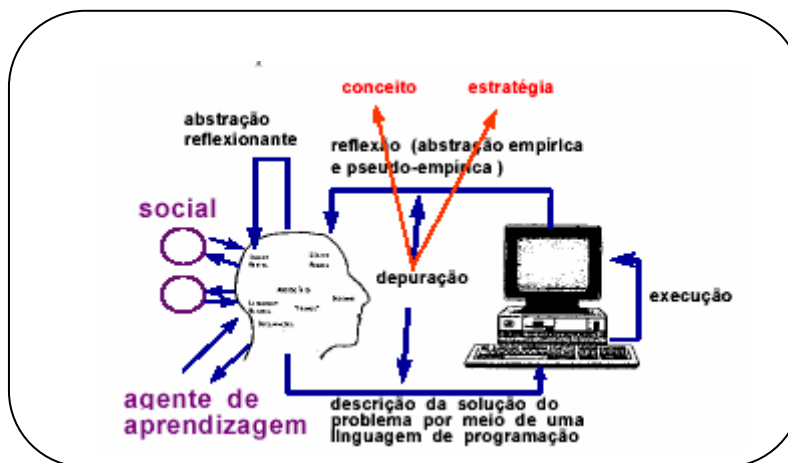 conceito
estratégia
abstração
reflexionante
reflexão (abstração empírica
e pseudo-empírica )
social
depuração
execução
agente de
aprendizagem
descrição da solução do
problema por meio de uma
linguagem de programação